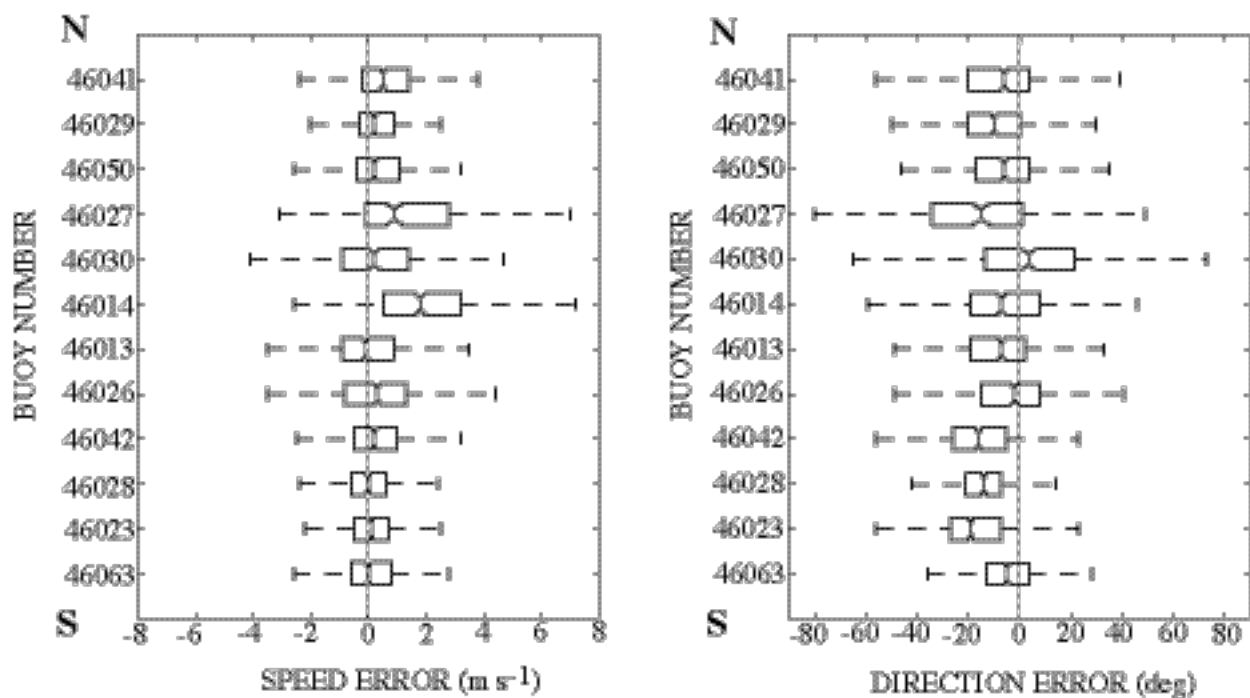 N
BUOY NUMBER
46041
46029
46050
46027
46030
46014
46013
46026
46042
46028
46023
46063
S
-8 -6 -4 -2 0 2 4 6 8
SPEED ERROR (m s-1)
N
BUOY NUMBER
46041
46029
46050
46027
46030
46014
46013
46026
46042
46028
46023
46063
S
-80 -60 -40 -20 0 20 40 60 80
DIRECTION ERROR (deg)